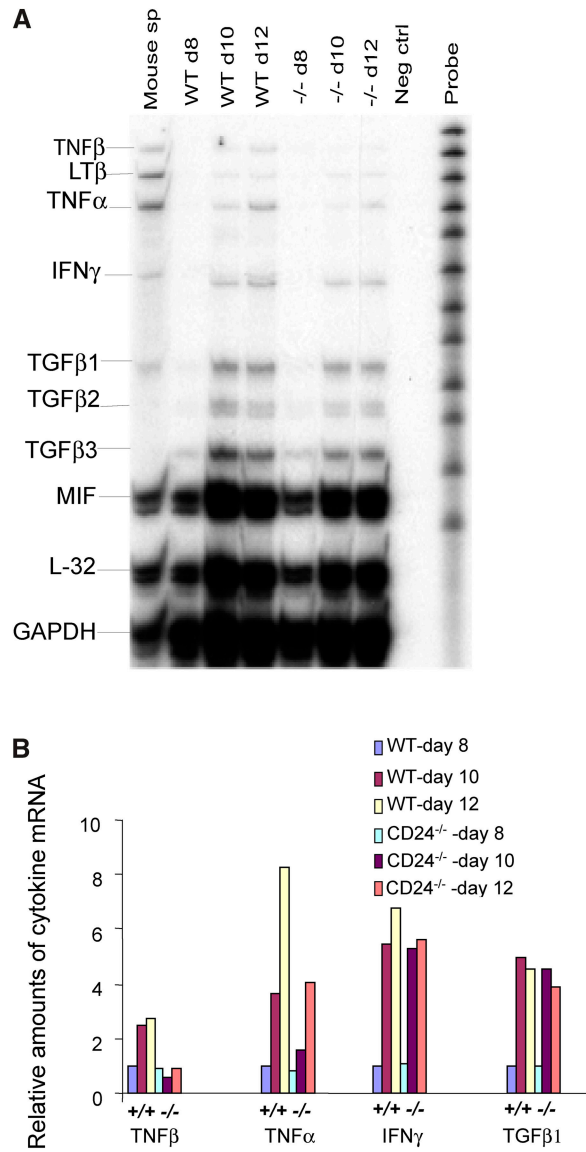 A
Mouse sp
WT d8
WT d10
WT d12
-/- d8
-/- d10
-/- d12
Neg ctrl
Probe
TNFβ
LTβ
TNFα
IFNγ
TGFβ1
TGFβ2
TGFβ3
MIF
L-32
GAPDH
B
WT-day 8
WT-day 10
WT-day 12
CD24-/- -day 8
CD24-/- -day 10
CD24-/- -day 12
Relative amounts of cytokine mRNA
10
8
6
4
2
0
+/+ -/- +/+ -/- +/+ -/- +/+ -/-
TNFβ TNFα IFNγ TGFβ1